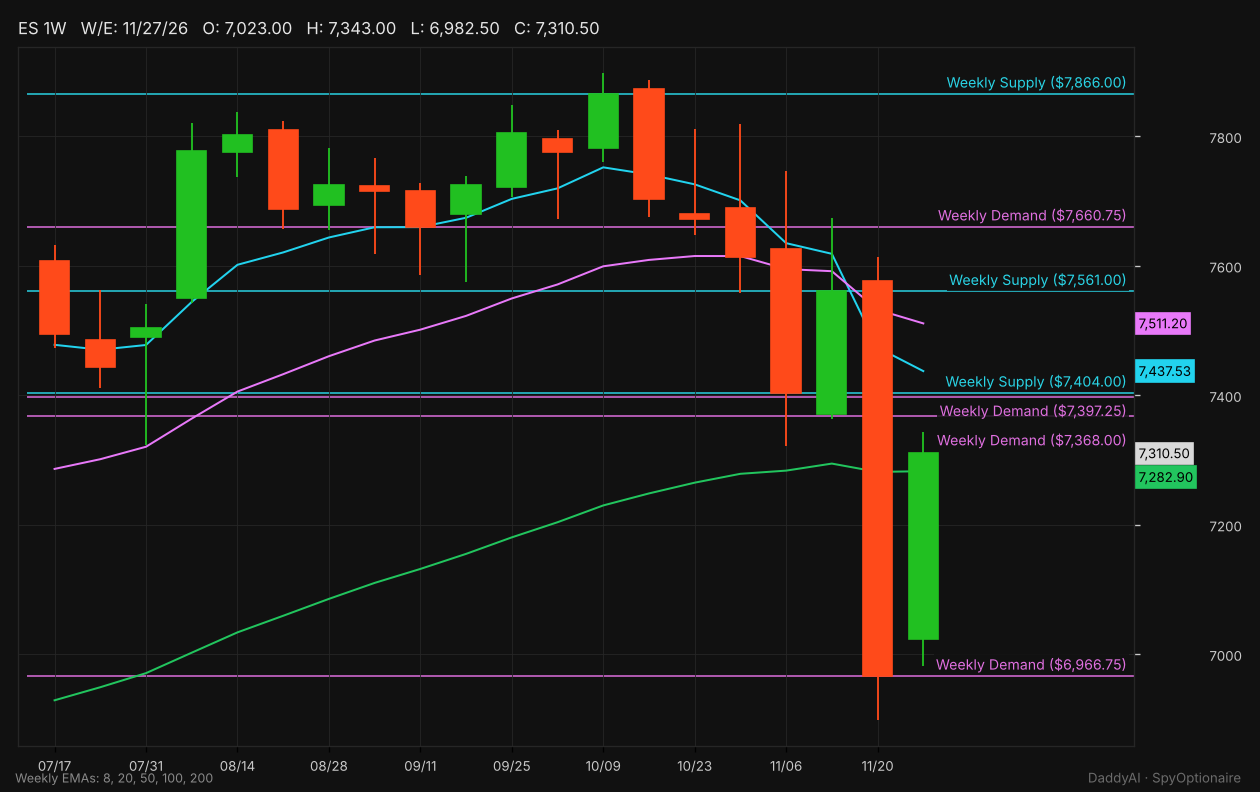 ES 1W W/E: 11/27/26 O: 7,023.00 H: 7,343.00 L: 6,982.50 C: 7,310.50
Weekly Supply ($7,866.00)
7800
Weekly Demand ($7,660.75)
7600
Weekly Supply ($7,561.00)
7,511.20
7,437.53
Weekly Supply ($7,404.00)
7400
Weekly Demand ($7,397.25)
Weekly Demand ($7,368.00)
7,310.50
7,282.90
7200
Weekly Demand ($6,966.75)
7000
07/17 07/31 08/14 08/28 09/11 09/25 10/09 10/23 11/06 11/20
Weekly EMAs: 8, 20, 50, 100, 200
DaddyAI · SpyOptionaire